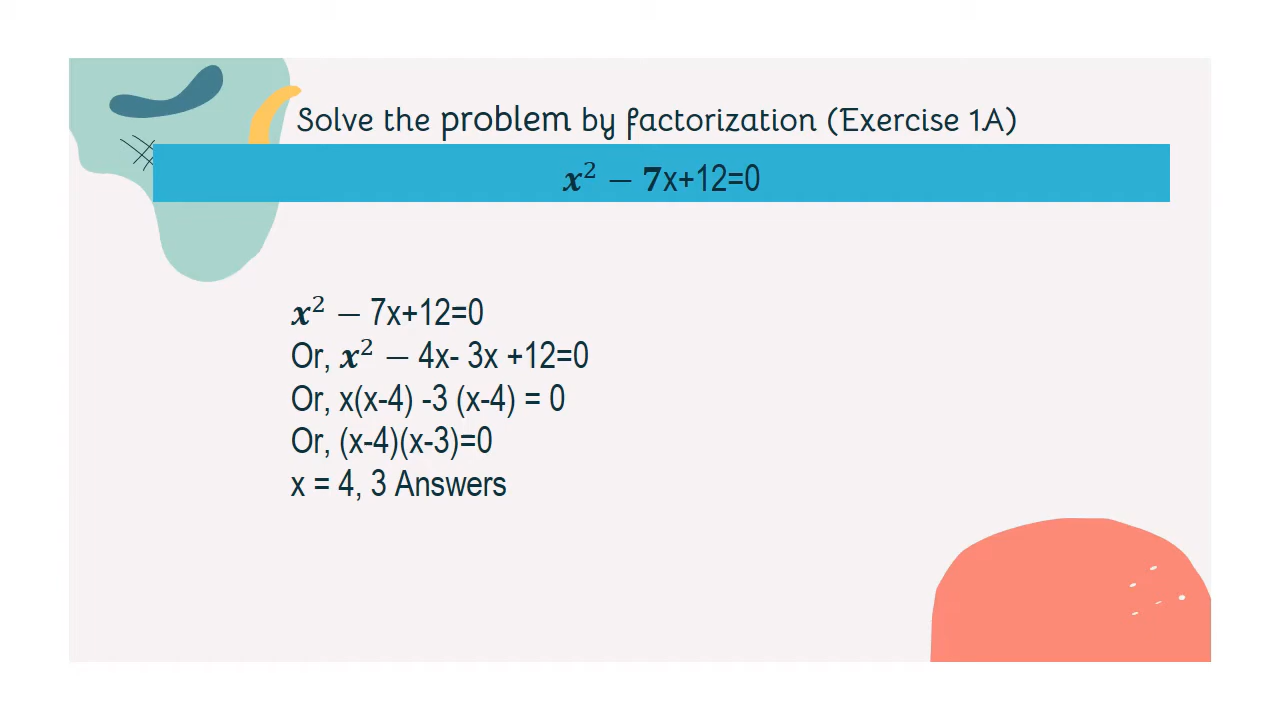 Solve the problem by factorization (Exercise 1A)
𝒙² − 𝟕x+12=0
𝒙² − 7x+12=0
Or, 𝒙² − 4x- 3x +12=0
Or, x(x-4) -3 (x-4) = 0
Or, (x-4)(x-3)=0
x = 4, 3 Answers